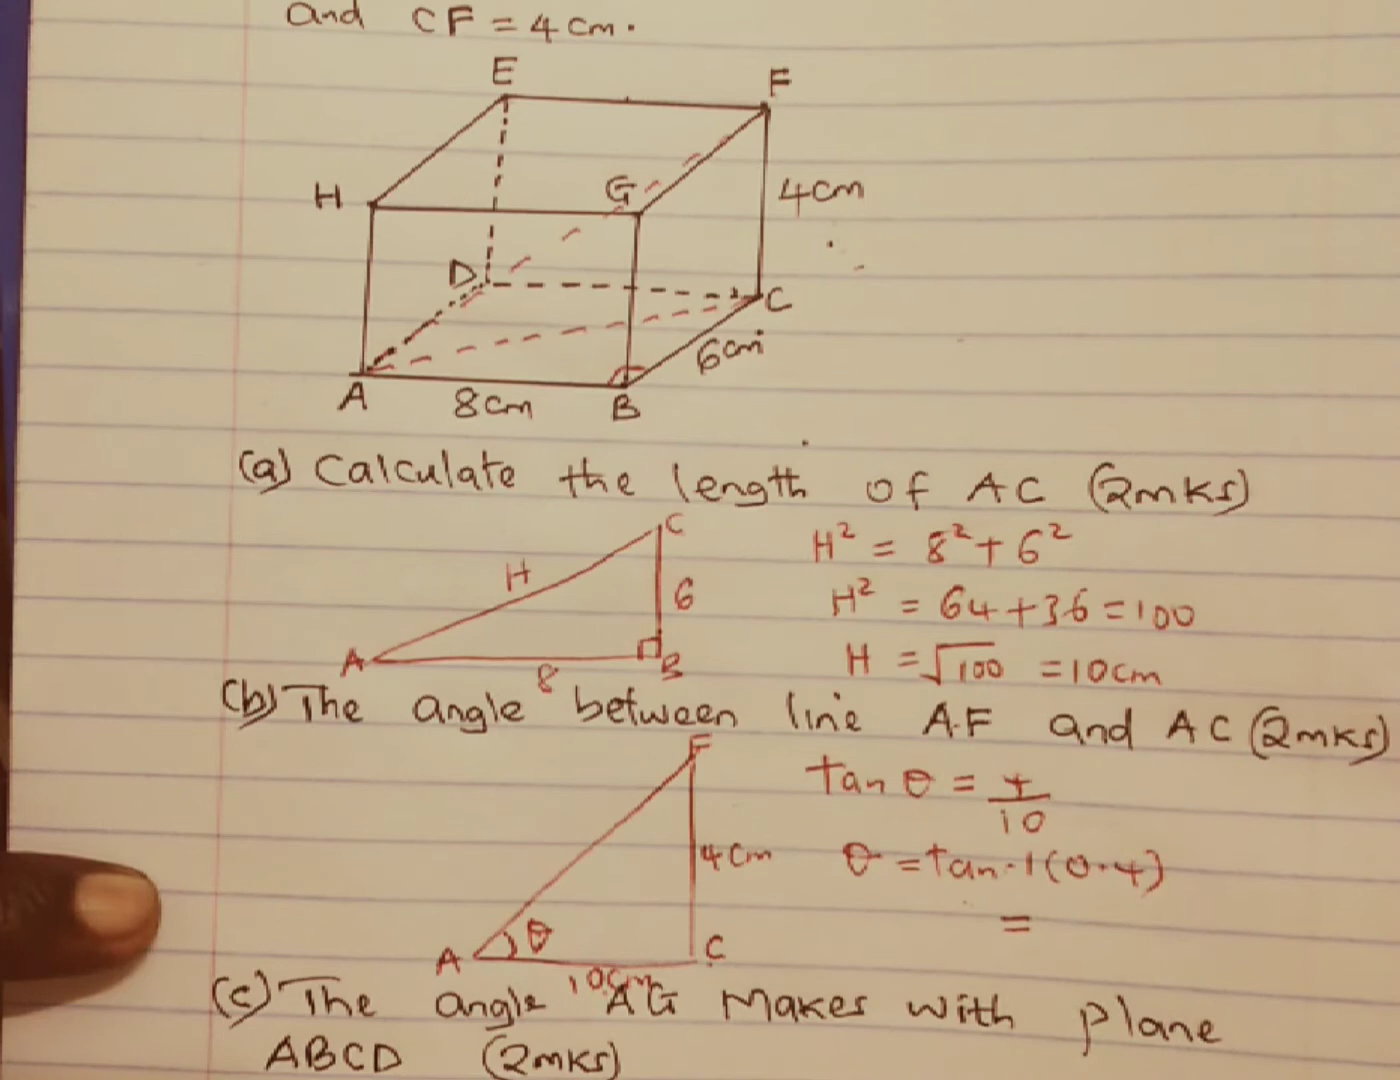 and CF = 4cm.
E
F
H
G
4cm
D
C
6cm
A
8cm
B
(a) Calculate the length of AC (2mks)
C
H
6
A
8
B
H² = 8² + 6²
H² = 64 + 36 = 100
H = √100 = 10cm
(b) The angle between line AF and AC (2mks)
F
4cm
A
θ
10cm
C
tan θ = 4/10
θ = tan-1(0.4)
=
(c) The angle AG Makes with plane
ABCD (2mks)